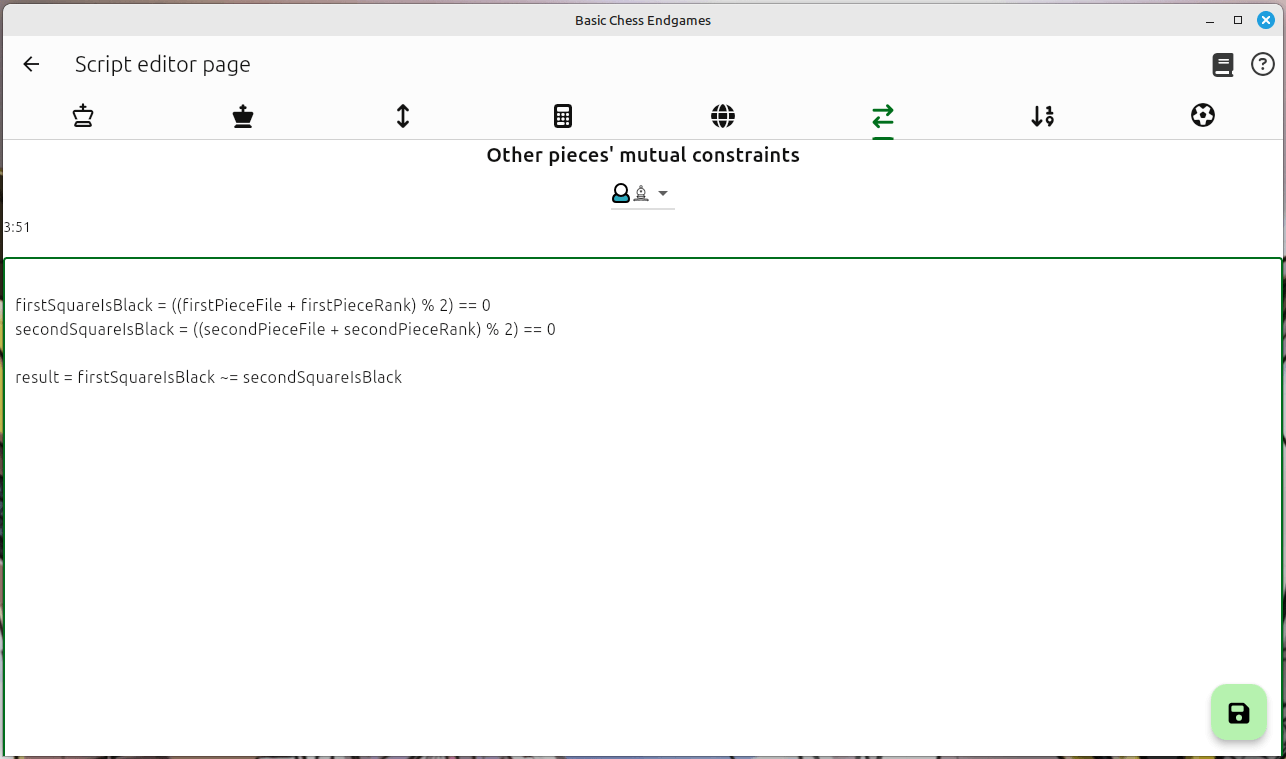 Basic Chess Endgames
Script editor page
Other pieces' mutual constraints
3:51
firstSquareIsBlack = ((firstPieceFile + firstPieceRank) % 2) == 0
secondSquareIsBlack = ((secondPieceFile + secondPieceRank) % 2) == 0
result = firstSquareIsBlack ~= secondSquareIsBlack